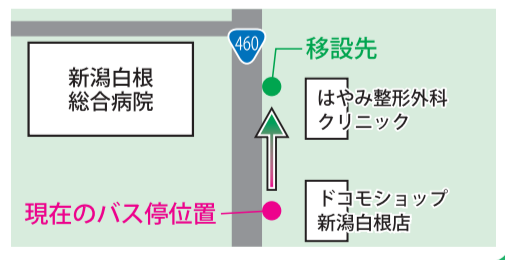 460
移設先
新潟白根
総合病院
はやみ整形外科
クリニック
現在のバス停位置
ドコモショップ
新潟白根店